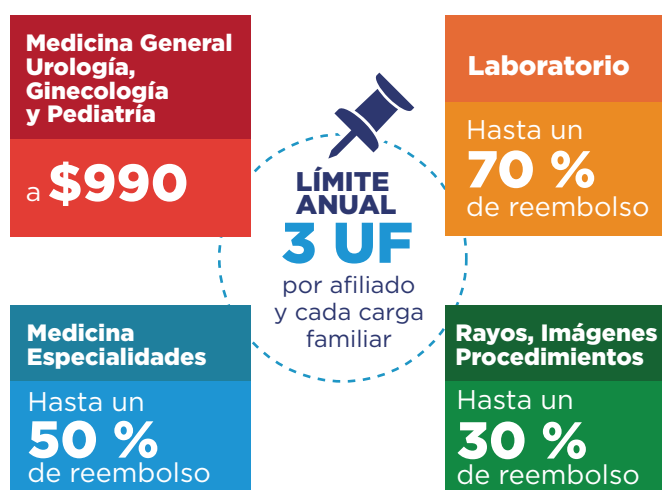 Medicina General
Urología,
Ginecología
y Pediatría
a $990
Laboratorio
Hasta un
70 %
de reembolso
LÍMITE
ANUAL
3 UF
por afiliado
y cada carga
familiar
Medicina
Especialidades
Hasta un
50 %
de reembolso
Rayos, Imágenes
Procedimientos
Hasta un
30 %
de reembolso